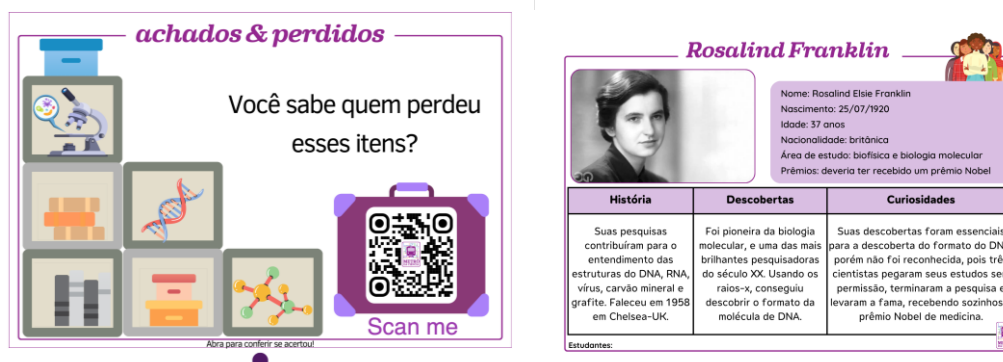 achados & perdidos
Você sabe quem perdeu
esses itens?
Scan me
Abra para conferir se acertou!
Rosalind Franklin
Nome: Rosalind Elsie Franklin
Nascimento: 25/07/1920
Idade: 37 anos
Nacionalidade: britânica
Área de estudo: biofísica e biologia molecular
Prêmios: deveria ter recebido um prêmio Nobel
História
Suas pesquisas
contribuíram para o
entendimento das
estruturas do DNA, RNA,
vírus, carvão mineral e
grafite. Faleceu em 1958
em Chelsea-UK.
Descobertas
Foi pioneira da biologia
molecular, e uma das mais
brilhantes pesquisadoras
do século XX. Usando os
raios-x, conseguiu
descobrir o formato da
molécula de DNA.
Curiosidades
Suas descobertas foram essenciais
para a descoberta do formato do DN
porém não foi reconhecida, pois trê
cientistas pegaram seus estudos se
permissão, terminaram a pesquisa e
levaram a fama, recebendo sozinhos
prêmio Nobel de medicina.
Estudantes: